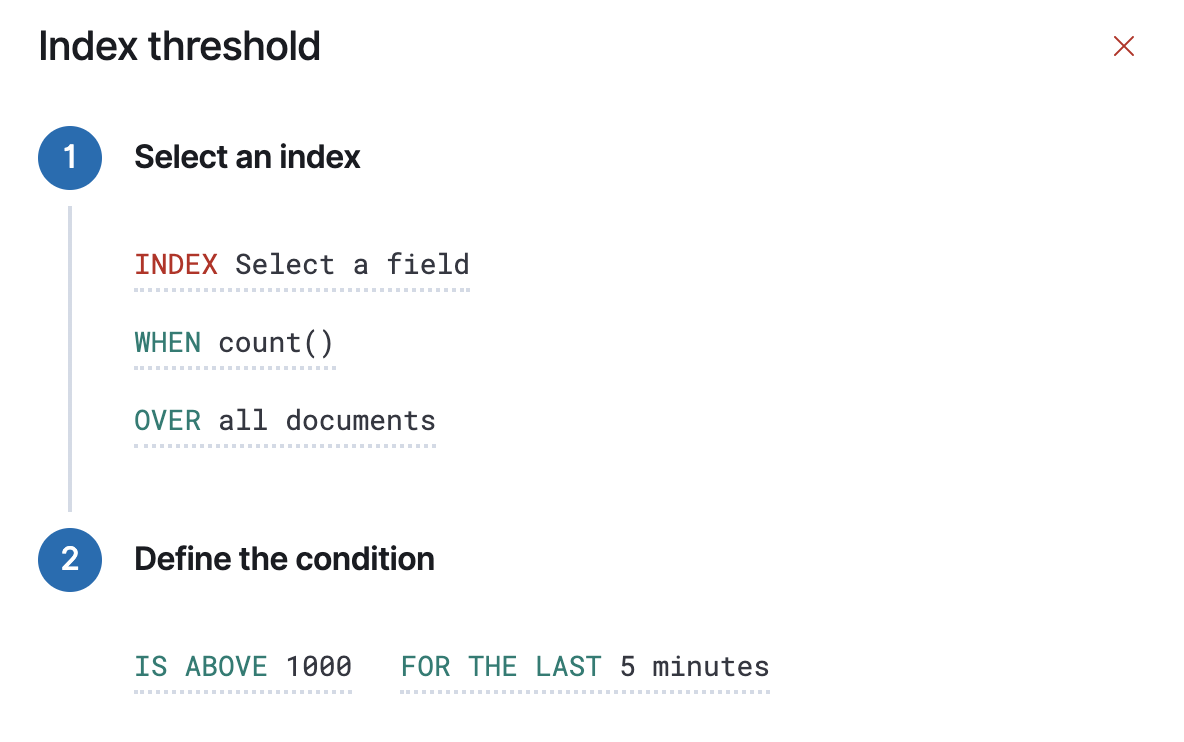 Index threshold
1 Select an index
INDEX Select a field
WHEN count()
OVER all documents
2 Define the condition
IS ABOVE 1000 FOR THE LAST 5 minutes